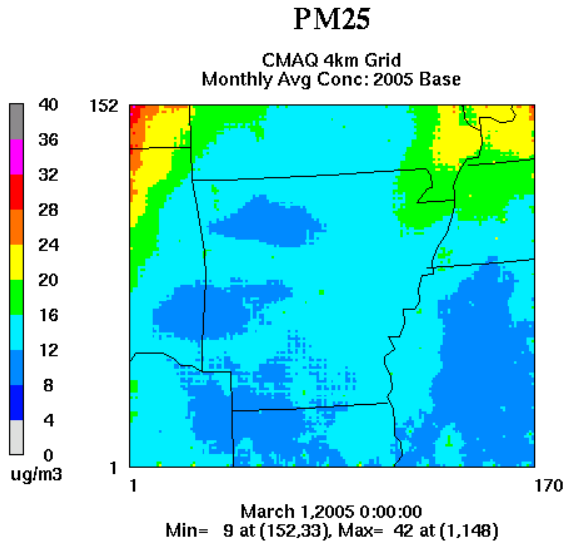 PM25
CMAQ 4km Grid
Monthly Avg Conc: 2005 Base
40
36
32
28
24
20
16
12
8
4
0
ug/m3
152
1
1
170
March 1,2005 0:00:00
Min=   9 at (152,33), Max=  42 at (1,148)